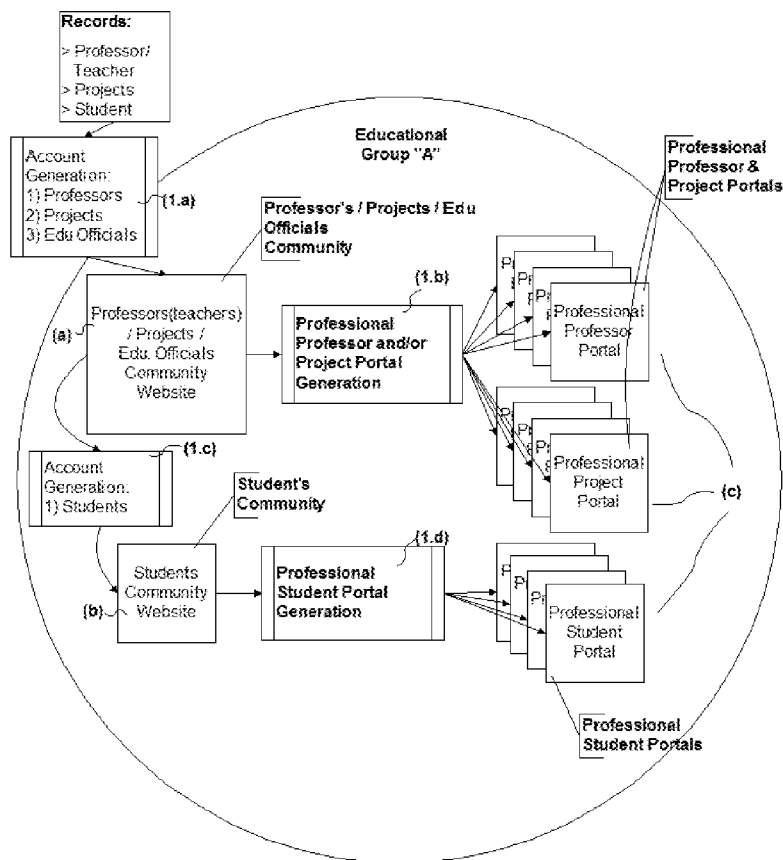 Records:
> Professor/
Teacher
> Projects
> Student
Account
Generation:
1) Professors
2) Projects
3) Edu Officials
(1.a)
Educational
Group "A"
Professional
Professor &
Project Portals
Professor's / Projects / Edu
Officials
Community
(a)
Professors(teachers)
/ Projects /
Edu. Officials
Community
Website
(1.b)
Professional
Professor and/or
Project Portal
Generation
Professional
Professor
Portal
(1.c)
Account
Generation:
1) Students
Professional
Project
Portal
(c)
Student's
Community
(b)
Students
Community
Website
(1.d)
Professional
Student Portal
Generation
Professional
Student
Portal
Professional
Student Portals